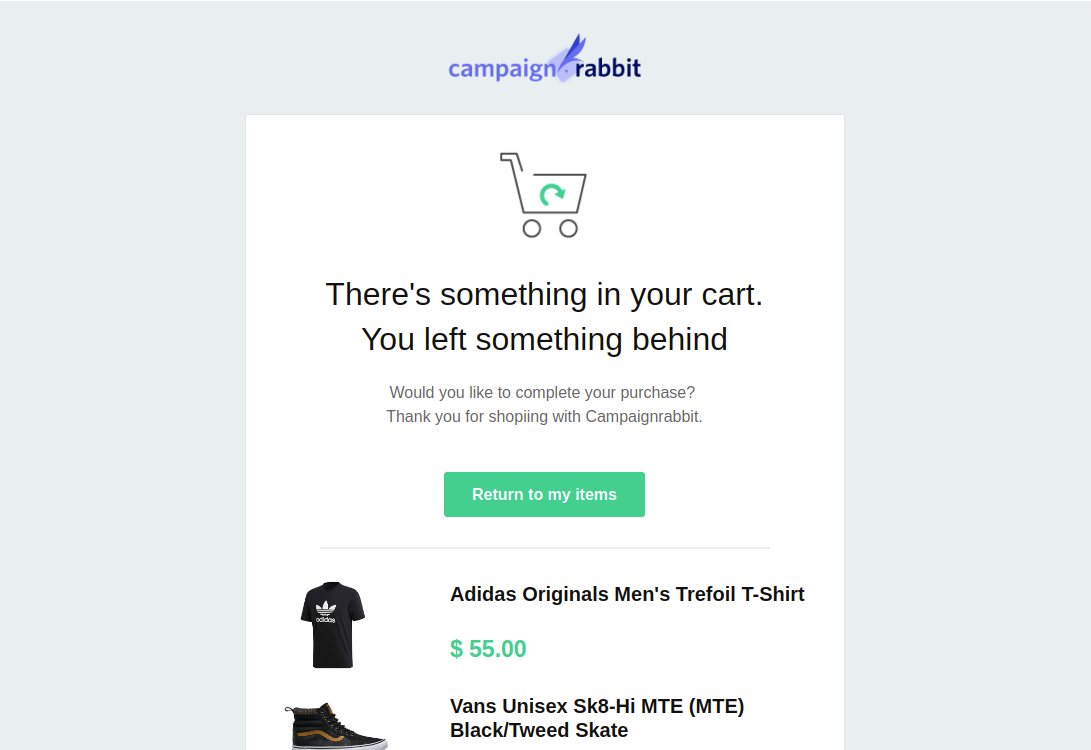 campaign rabbit
There's something in your cart.
You left something behind
Would you like to complete your purchase?
Thank you for shopiing with Campaignrabbit.
Return to my items
Adidas Originals Men's Trefoil T-Shirt
adidas
$ 55.00
Vans Unisex Sk8-Hi MTE (MTE)
Black/Tweed Skate